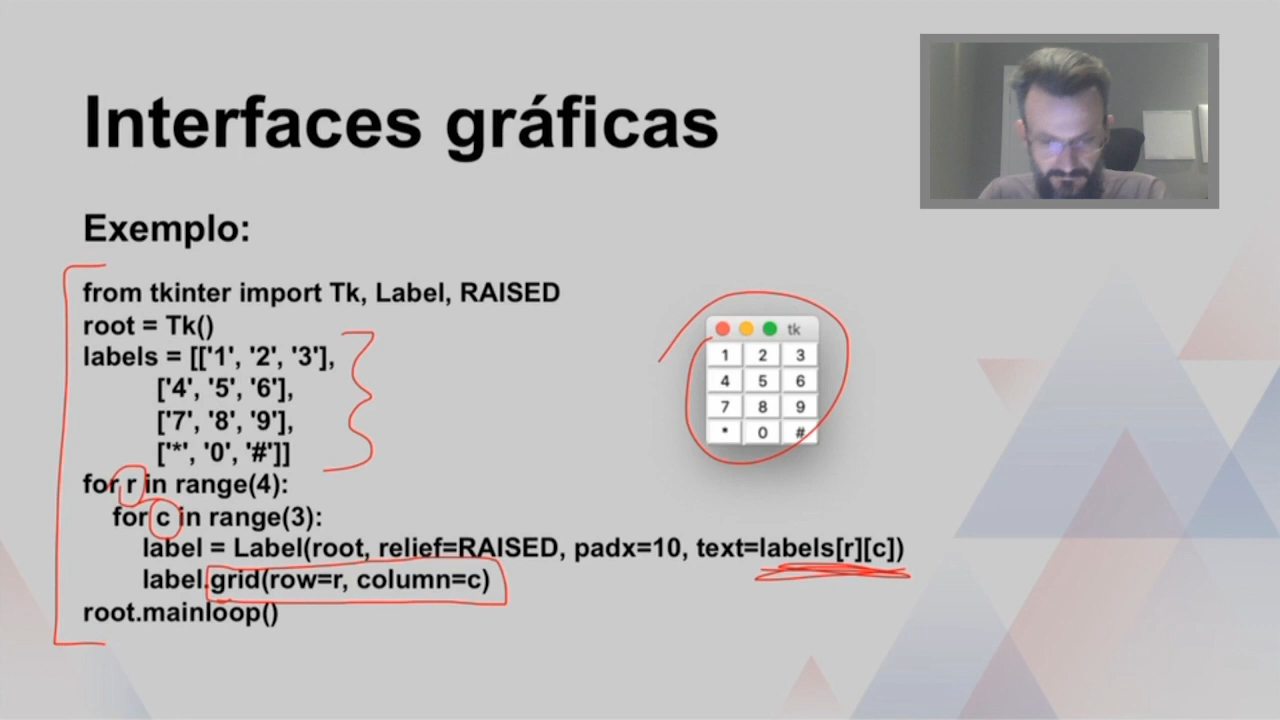 Interfaces gráficas
Exemplo:
from tkinter import Tk, Label, RAISED
root = Tk()
labels = [['1', '2', '3'],
['4', '5', '6'],
['7', '8', '9'],
['*', '0', '#']]
for r in range(4):
for c in range(3):
label = Label(root, relief=RAISED, padx=10, text=labels[r][c])
label.grid(row=r, column=c)
root.mainloop()
tk
1 2 3
4 5 6
7 8 9
* 0 #